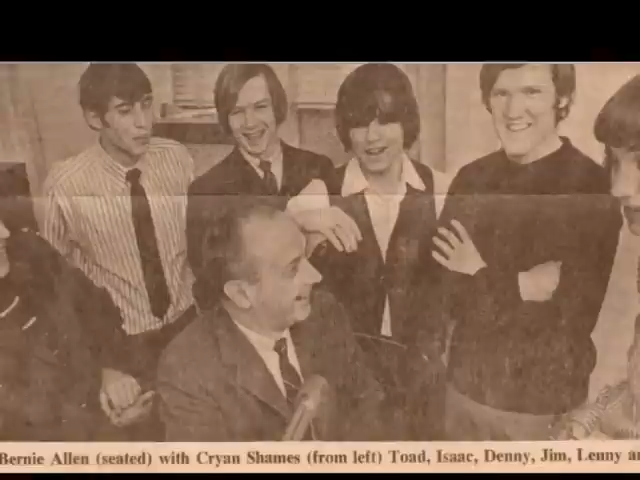 Bernie Allen (seated) with Cryan Shames (from left) Toad, Isaac, Denny, Jim, Lenny